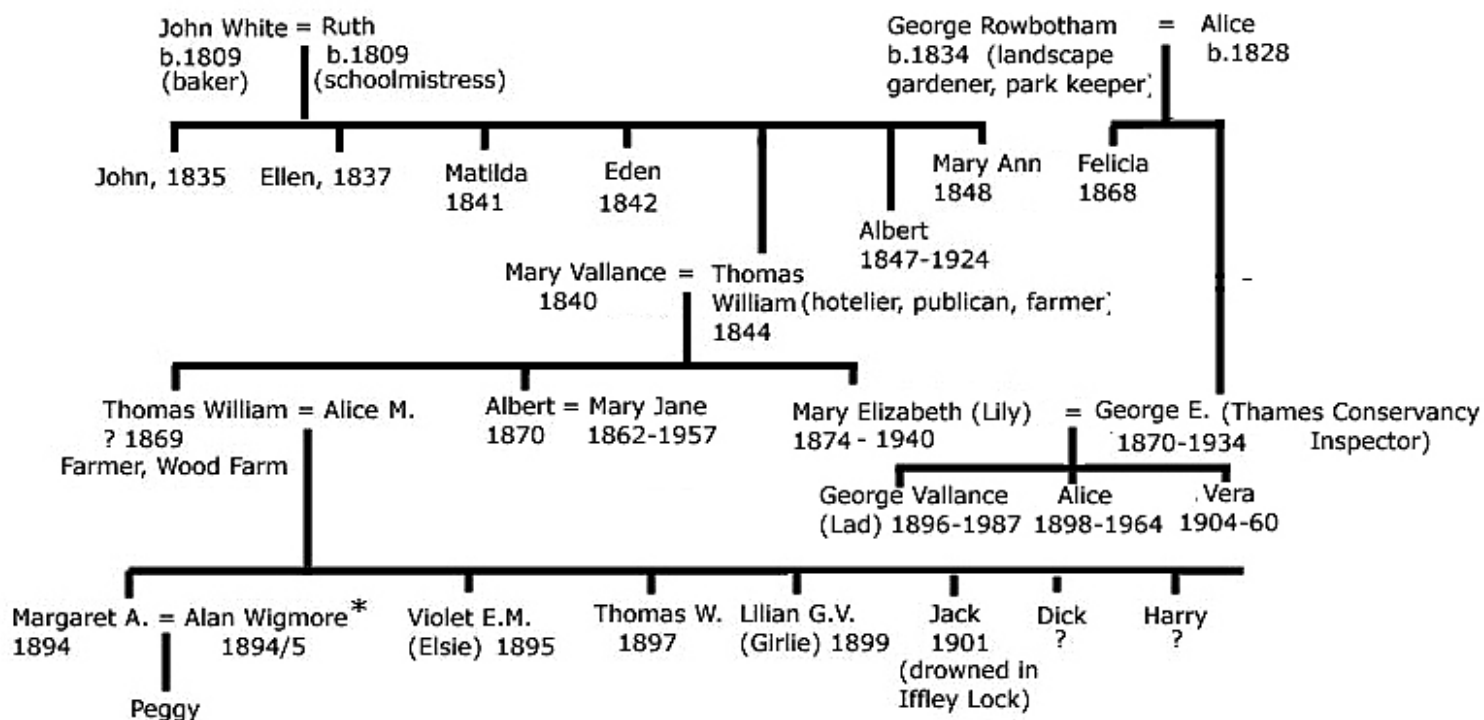 John White = Ruth
b.1809 b.1809
(baker) (schoolmistress)
George Rowbotham = Alice
b.1834 (landscape b.1828
gardener, park keeper)
John, 1835
Ellen, 1837
Matilda
1841
Eden
1842
Mary Ann
1848
Felicia
1868
Albert
1847-1924
Mary Vallance = Thomas
1840 William (hotelier, publican, farmer)
1844
Thomas William = Alice M.
? 1869
Farmer, Wood Farm
Albert = Mary Jane
1870 1862-1957
Mary Elizabeth (Lily) = George E. (Thames Conservancy
1874 - 1940 1870-1934 Inspector)
George Vallance
(Lad) 1896-1987
Alice
1898-1964
Vera
1904-60
Margaret A. = Alan Wigmore*
1894 1894/5
Violet E.M.
(Elsie) 1895
Thomas W.
1897
Lilian G.V.
(Girlie) 1899
Jack
1901
(drowned in
Iffley Lock)
Dick
?
Harry
?
Peggy